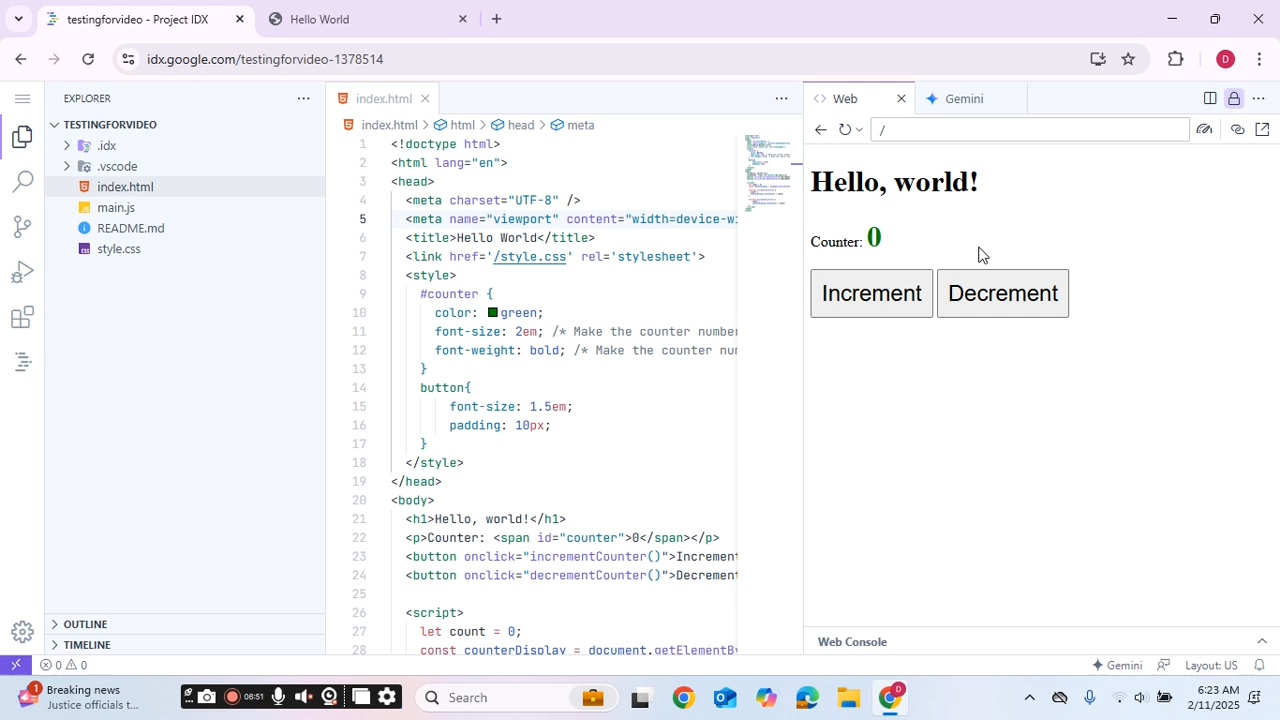 testingforvideo - Project IDX
Hello World
idx.google.com/testingforvideo-1378514
D
EXPLORER
TESTINGFORVIDEO
.idx
.vscode
index.html
main.js
README.md
style.css
OUTLINE
TIMELINE
index.html
index.html > html > head > meta
1 <!doctype html>
2 <html lang="en">
3 <head>
4 <meta charset="UTF-8" />
5 <meta name="viewport" content="width=device-wi
6 <title>Hello World</title>
7 <link href='/style.css' rel='stylesheet'>
8 <style>
9 #counter {
10 color: green;
11 font-size: 2em; /* Make the counter number
12 font-weight: bold; /* Make the counter num
13 }
14 button{
15 font-size: 1.5em;
16 padding: 10px;
17 }
18 </style>
19 </head>
20 <body>
21 <h1>Hello, world!</h1>
22 <p>Counter: <span id="counter">0</span></p>
23 <button onclick="incrementCounter()">Increment
24 <button onclick="decrementCounter()">Decrement
25
26 <script>
27 let count = 0;
28 const counterDisplay = document.getElementBy
Web
Gemini
/
Hello, world!
Counter: 0
Increment Decrement
Web Console
0 0
Gemini
Layout: US
1
Breaking news
Justice official t...
06:51
Search
D
6:23 AM
2/11/2025